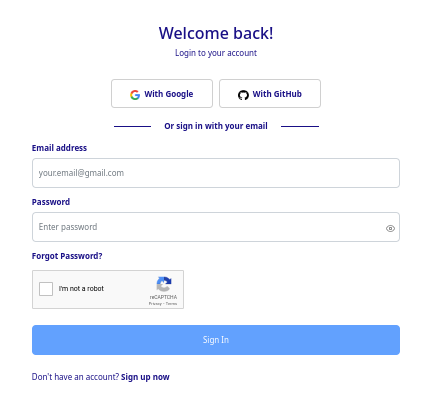 Welcome back!
Login to your account
With Google
With GitHub
Or sign in with your email
Email address
your.email@gmail.com
Password
Enter password
Forgot Password?
I'm not a robot
reCAPTCHA
Privacy - Terms
Sign In
Don't have an account? Sign up now